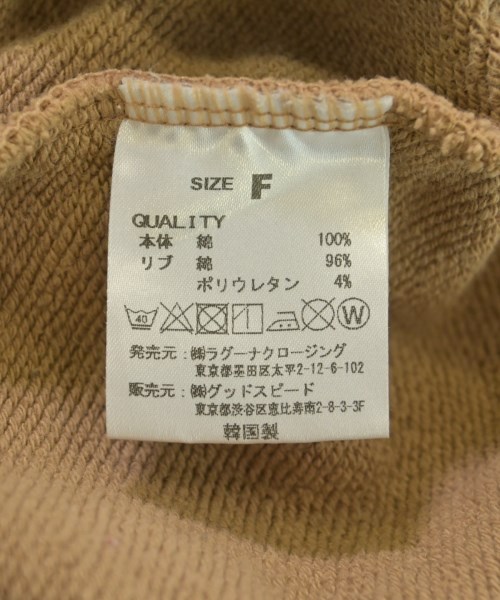 SIZE F
QUALITY
本体 綿 100%
リブ 綿 96%
ポリウレタン 4%
40 W
発売元:㈱ラグーナクロージング
東京都墨田区太平2-12-6-102
販売元:㈱グッドスピード
東京都渋谷区恵比寿南2-8-3-3F
韓国製